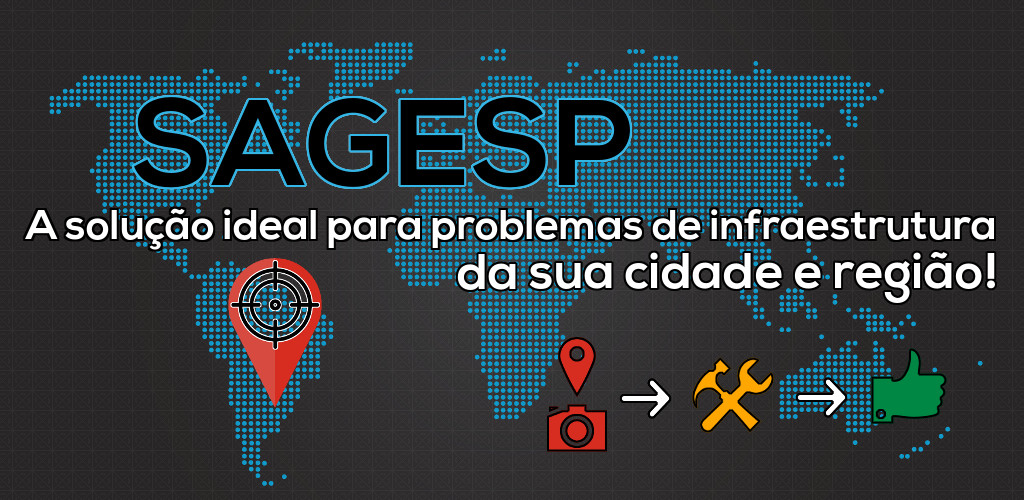 SAGESP
A solução ideal para problemas de infraestrutura
da sua cidade e região!